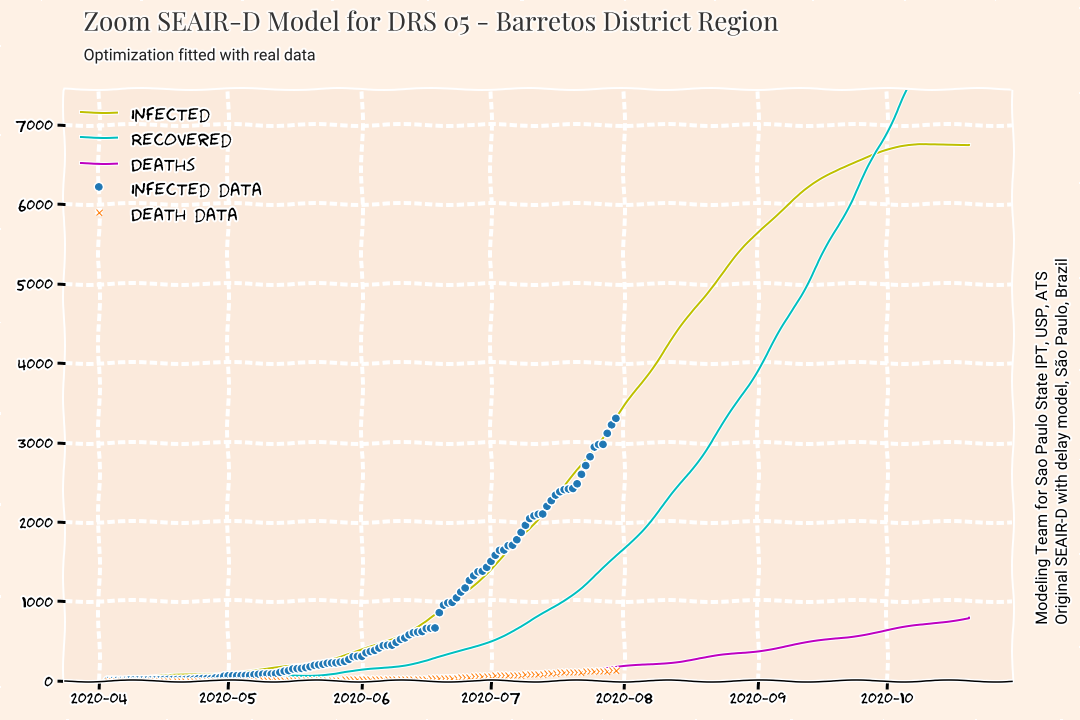 Zoom SEAIR-D Model for DRS 05 - Barretos District Region
Optimization fitted with real data
INFECTED
RECOVERED
DEATHS
INFECTED DATA
DEATH DATA
7000
6000
5000
4000
3000
2000
1000
0
2020-04
2020-05
2020-06
2020-07
2020-08
2020-09
2020-10
Modeling Team for Sao Paulo State IPT, USP, ATS
Original SEAIR-D with delay model, São Paulo, Brazil